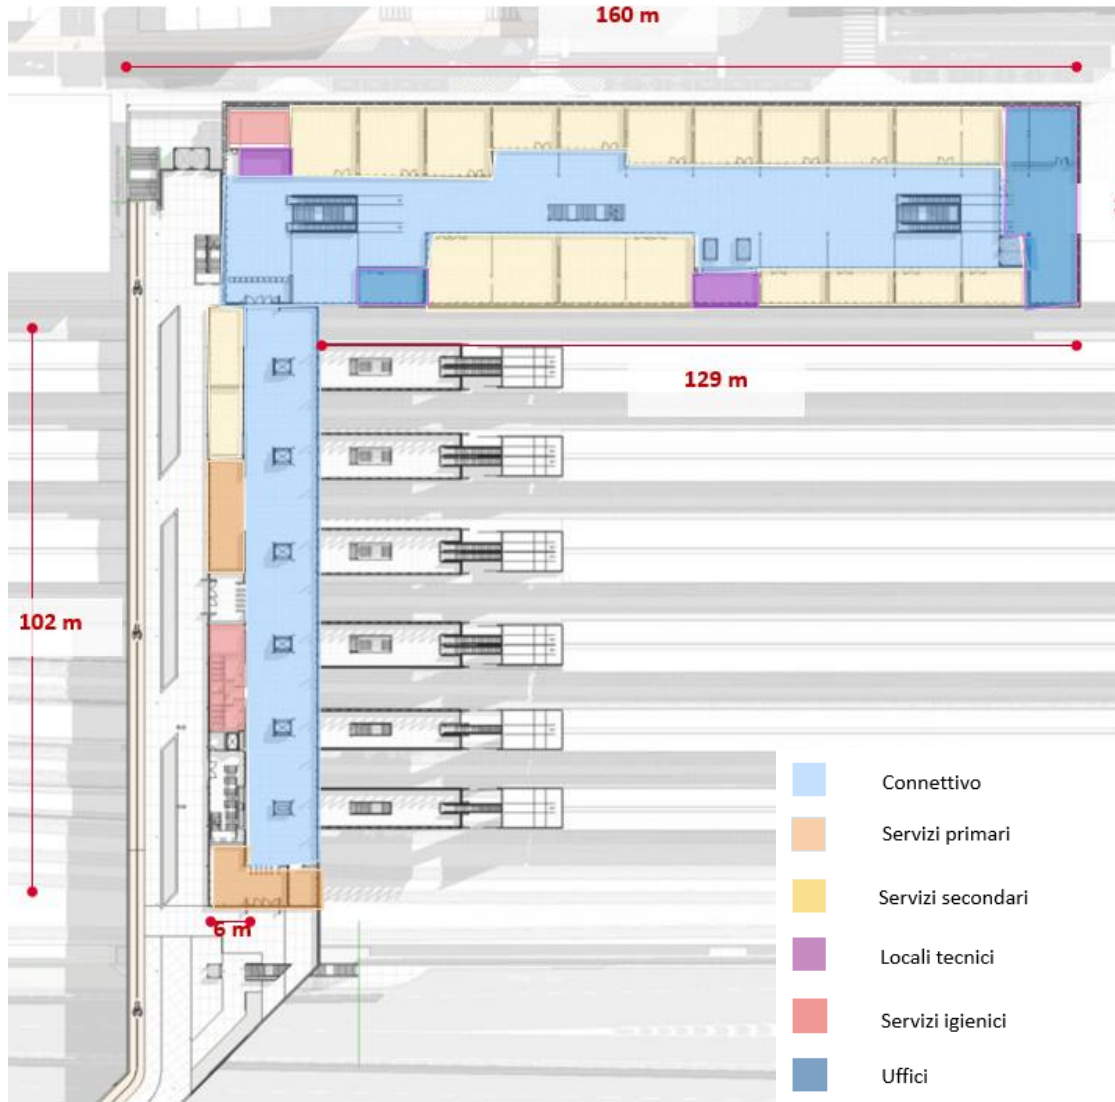 160 m
129 m
102 m
6 m
Connettivo
Servizi primari
Servizi secondari
Locali tecnici
Servizi igienici
Uffici